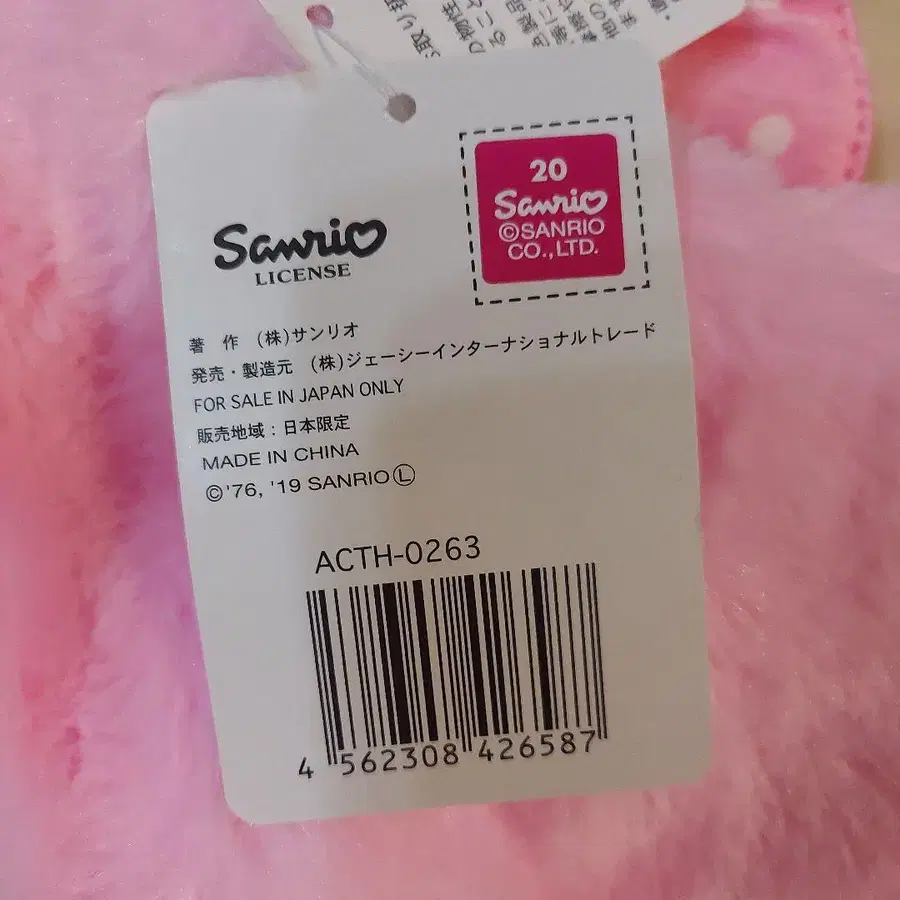 Sanrio
LICENSE
20
Sanrio
©SANRIO
CO.,LTD.
著 作 (株)サンリオ
発売・製造元 (株)ジェーシーインターナショナルトレード
FOR SALE IN JAPAN ONLY
販売地域:日本限定
MADE IN CHINA
©'76, '19 SANRIO Ⓛ
ACTH-0263
4 562308 426587